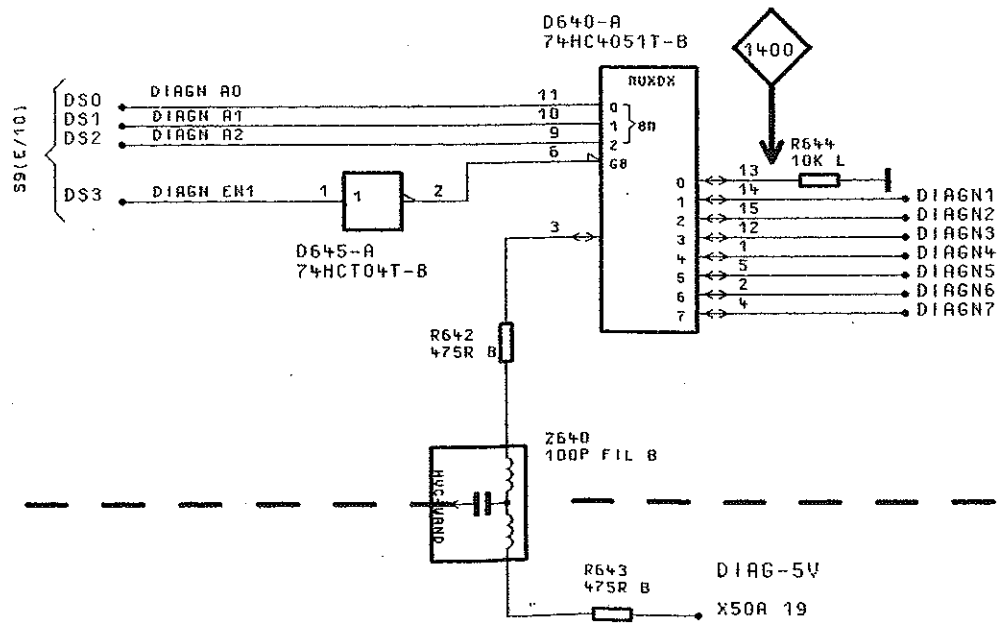 D640-A
74HC4051T-B
1400
MUXDX
S9(E/10)
DS0 DIAGN A0 11 0
DS1 DIAGN A1 10 1 8M
DS2 DIAGN A2 9 2
6 G8
R644
10K L
DS3 DIAGN EN1 1 1 2
D645-A
74HCT04T-B
3
0 13
1 14 DIAGN1
2 15 DIAGN2
3 12 DIAGN3
4 1 DIAGN4
5 5 DIAGN5
6 2 DIAGN6
7 4 DIAGN7
R642
475R B
Z640
100P FIL B
R643
475R B
DIAG-5V
X50A 19